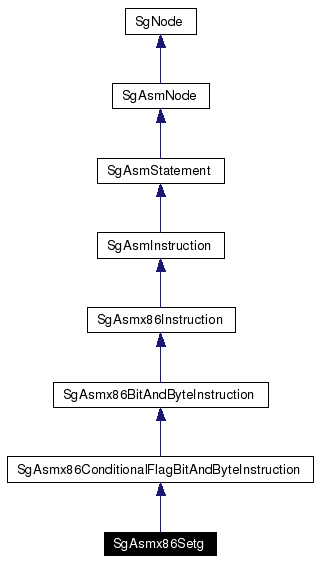 SgNode
SgAsmNode
SgAsmStatement
SgAsmInstruction
SgAsmx86Instruction
SgAsmx86BitAndByteInstruction
SgAsmx86ConditionalFlagBitAndByteInstruction
SgAsmx86Setg